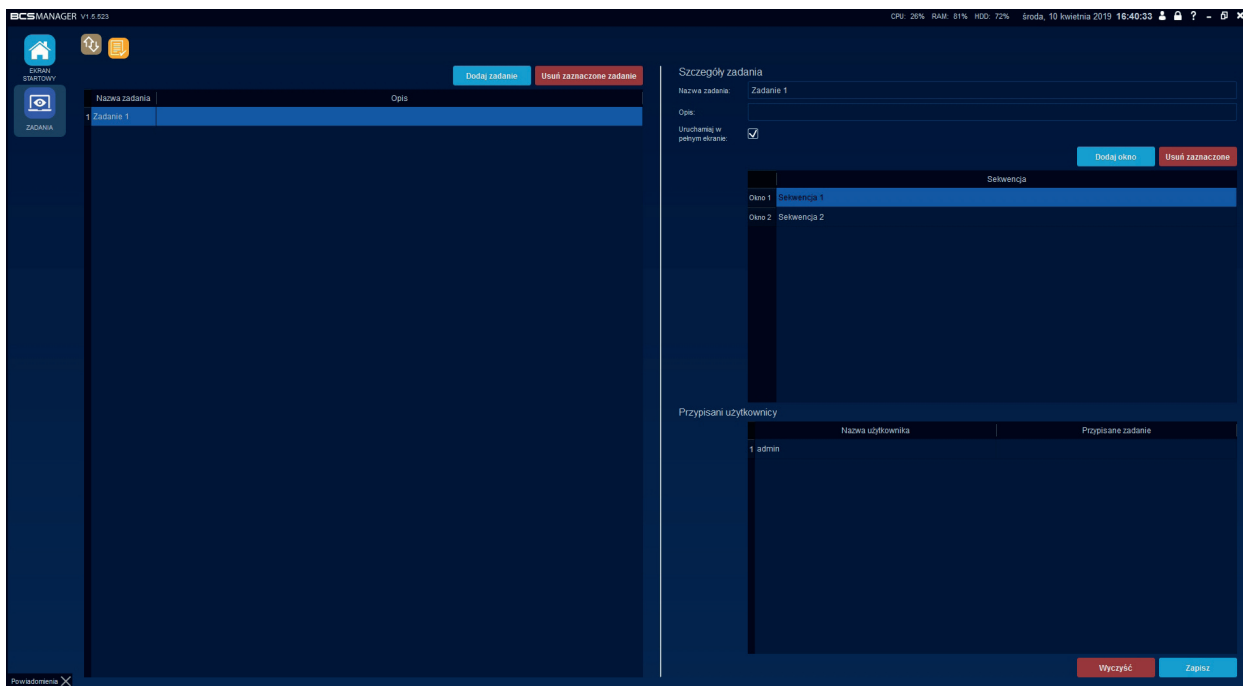 BCSMANAGER V1.5.523
CPU: 26% RAM: 81% HDD: 72% środa, 10 kwietnia 2019 16:40:33 ?
EKRAN
STARTOWY
ZADANIA
Dodaj zadanie Usuń zaznaczone zadanie
Nazwa zadania Opis
1 Zadanie 1
Szczegóły zadania
Nazwa zadania: Zadanie 1
Opis:
Uruchamiaj w
pełnym ekranie:
Dodaj okno Usuń zaznaczone
Sekwencja
Okno 1 Sekwencja 1
Okno 2 Sekwencja 2
Przypisani użytkownicy
Nazwa użytkownika Przypisane zadanie
1 admin
Wyczyść Zapisz
Powiadomienia